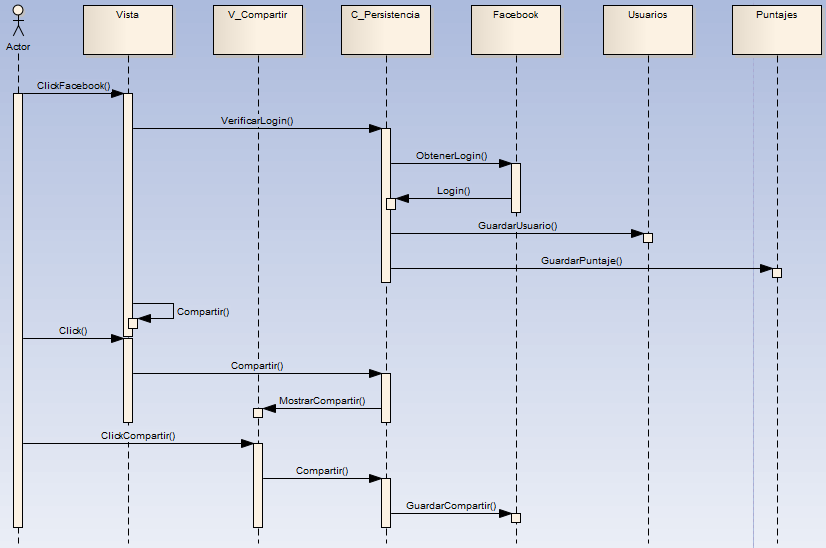 Vista
V_Compartir
C_Persistencia
Facebook
Usuarios
Puntajes
Actor
ClickFacebook()
VerificarLogin()
ObtenerLogin()
Login()
GuardarUsuario()
GuardarPuntaje()
Compartir()
Click()
Compartir()
MostrarCompartir()
ClickCompartir()
Compartir()
GuardarCompartir()